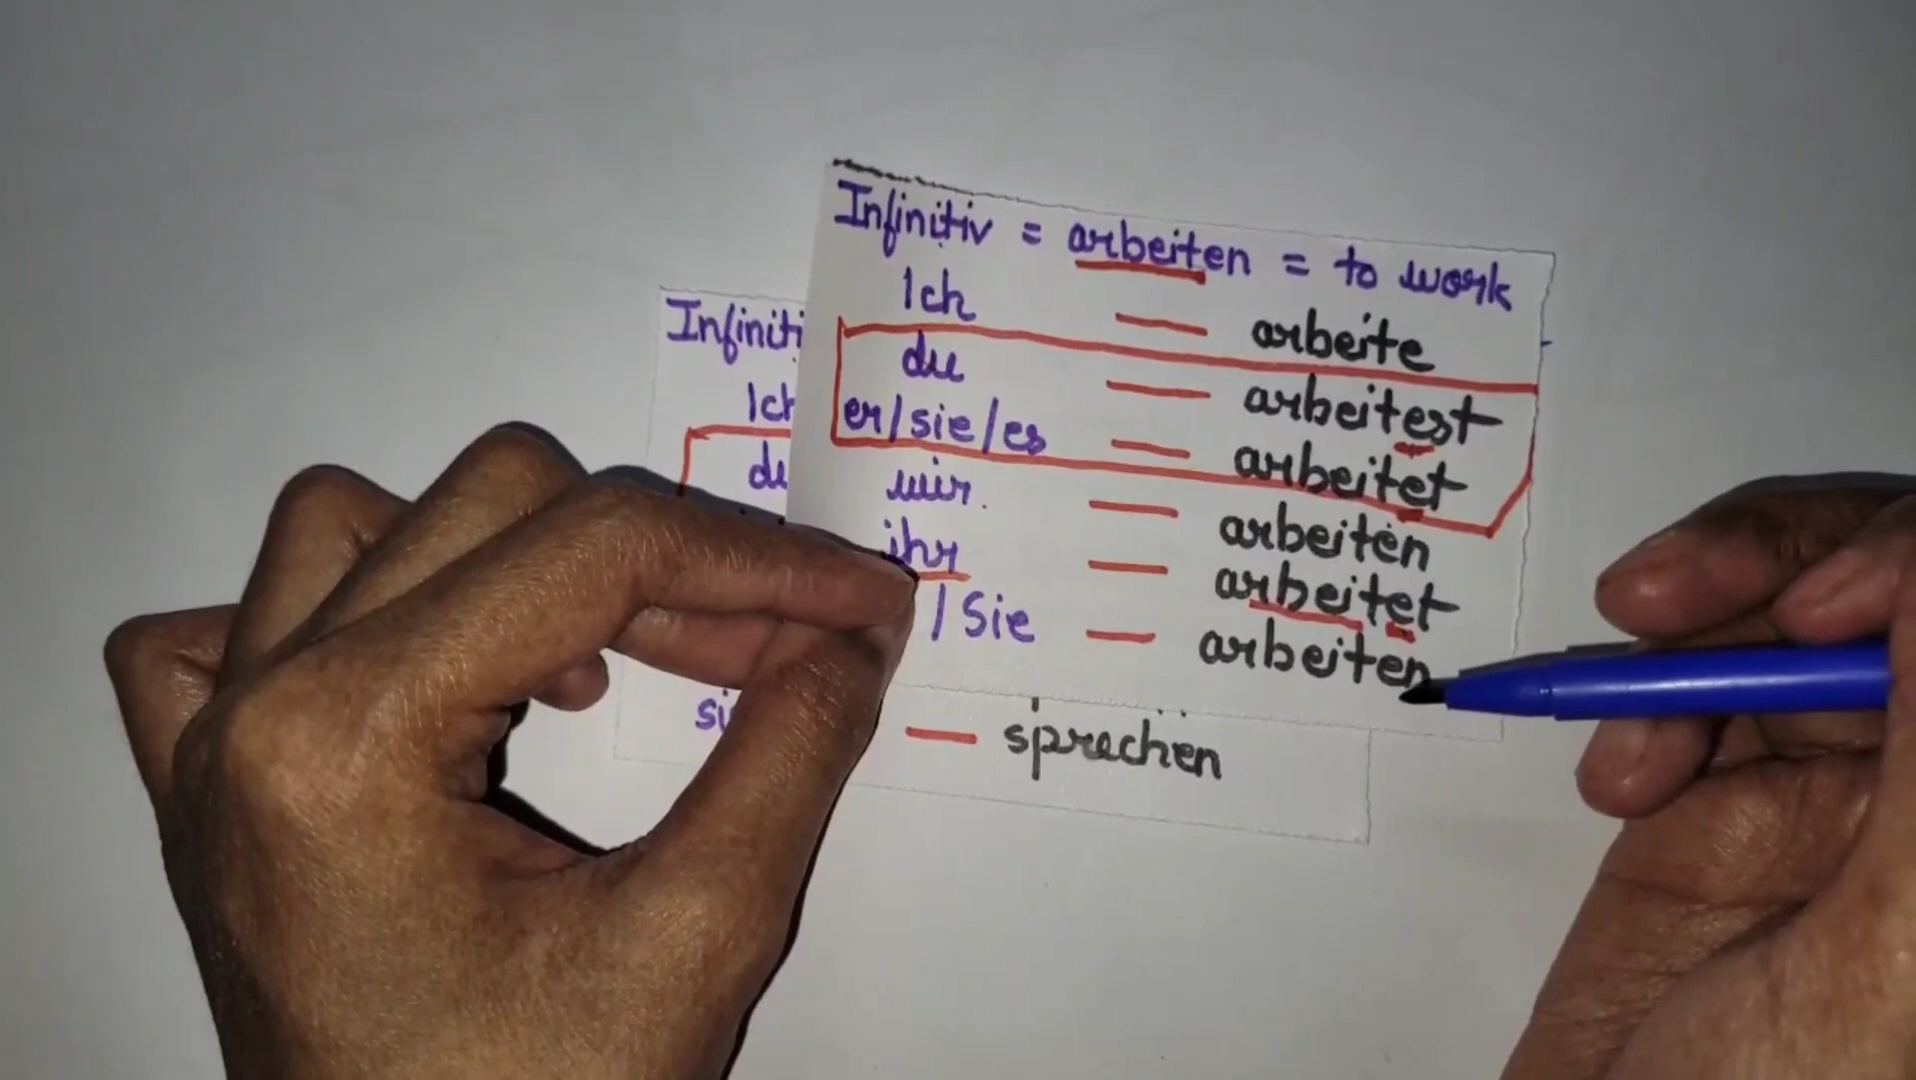 Infinitiv = arbeiten = to work
Ich — arbeite
du — arbeitest
er/sie/es — arbeitet
wir. — arbeiten
ihr — arbeitet
/Sie — arbeiten
Infiniti
Ich
du
si — sprechen